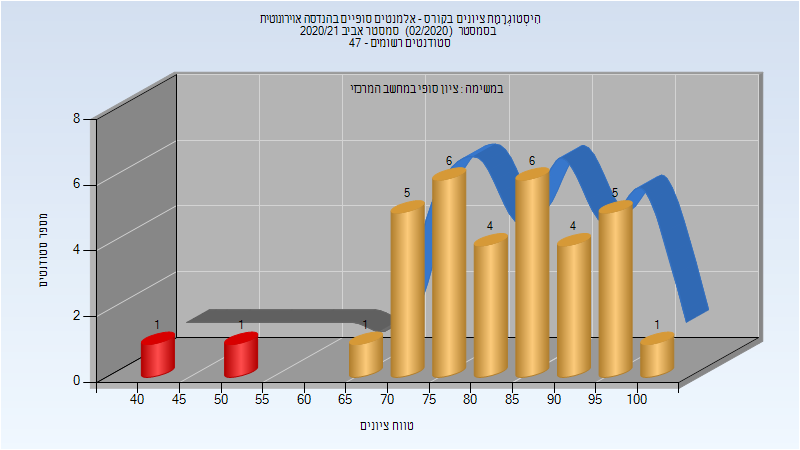 הִיסְטוֹגְרָמַת ציונים בקורס - אלמנטים סופיים בהנדסה אוירונוטית
בסמסטר (02/2020) סמסטר אביב 2020/21
סטודנטים רשומים - 47
במשימה : ציון סופי במחשב המרכזי
8
6
4
2
0
מספר סטודנטים
1
1
1
5
6
4
6
4
5
1
40 45 50 55 60 65 70 75 80 85 90 95 100
טווח ציונים